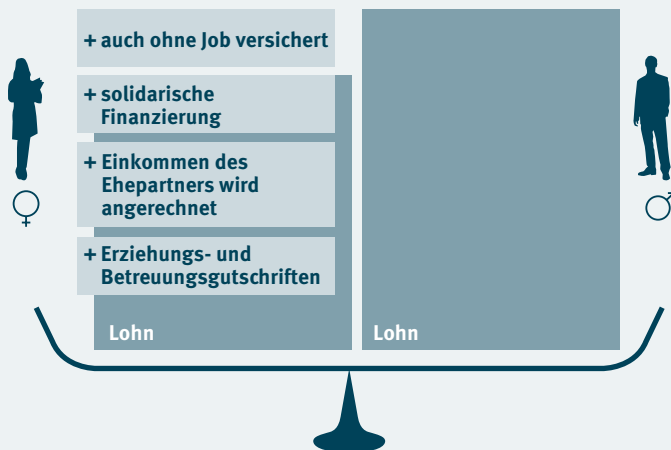 + auch ohne Job versichert
+ solidarische
Finanzierung
+ Einkommen des
Ehepartners wird
angerechnet
+ Erziehungs- und
Betreuungsgutschriften
Lohn
Lohn